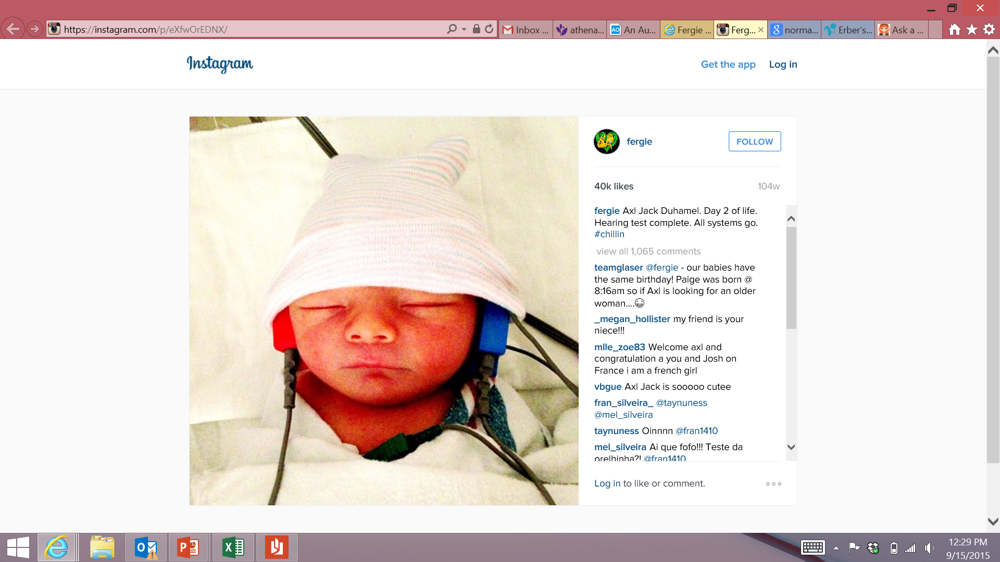 https://instagram.com/p/eXfwOrEDNX/
Inbox ...
athena...
An Au...
Fergie ...
Ferg...
norma...
Erber's...
Ask a ...
Instagram
Get the app
Log in
fergie
FOLLOW
40k likes
104w
fergie Axl Jack Duhamel. Day 2 of life.
Hearing test complete. All systems go.
#chillin
view all 1,065 comments
teamglaser @fergie - our babies have
the same birthday! Paige was born @
8:16am so if Axl is looking for an older
woman....😂
_megan_hollister my friend is your
niece!!!
mlle_zoe83 Welcome axl and
congratulation a you and Josh on
France i am a french girl
vbgue Axl Jack is sooooo cutee
fran_silveira_ @taynuness
@mel_silveira
taynuness Oinnnn @fran1410
mel_silveira Ai que fofo!!! Teste da
orelhinha?! @fran1410
Log in to like or comment.
12:29 PM
9/15/2015